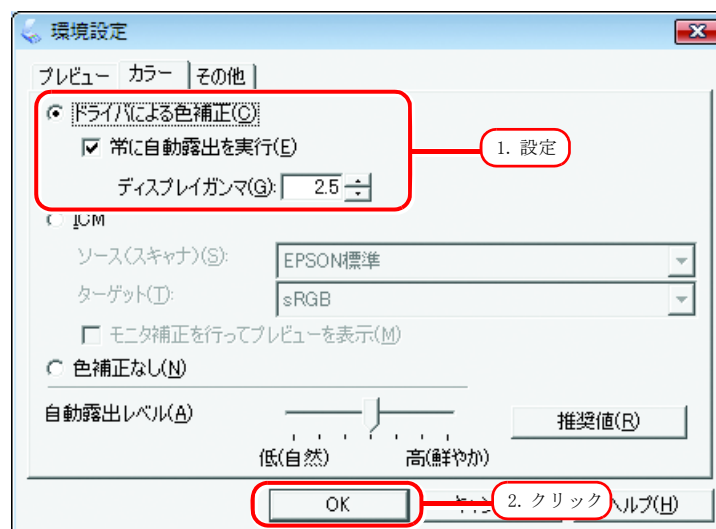 環境設定
プレビュー カラー その他
ドライバによる色補正(C)
常に自動露出を実行(E)
1. 設定
ディスプレイガンマ(G): 2.5
ICM
ソース(スキャナ)(S): EPSON標準
ターゲット(T): sRGB
モニタ補正を行ってプレビューを表示(M)
色補正なし(N)
自動露出レベル(A)
推奨値(R)
低(自然) 高(鮮やか)
OK 2. クリック ヘルプ(H)